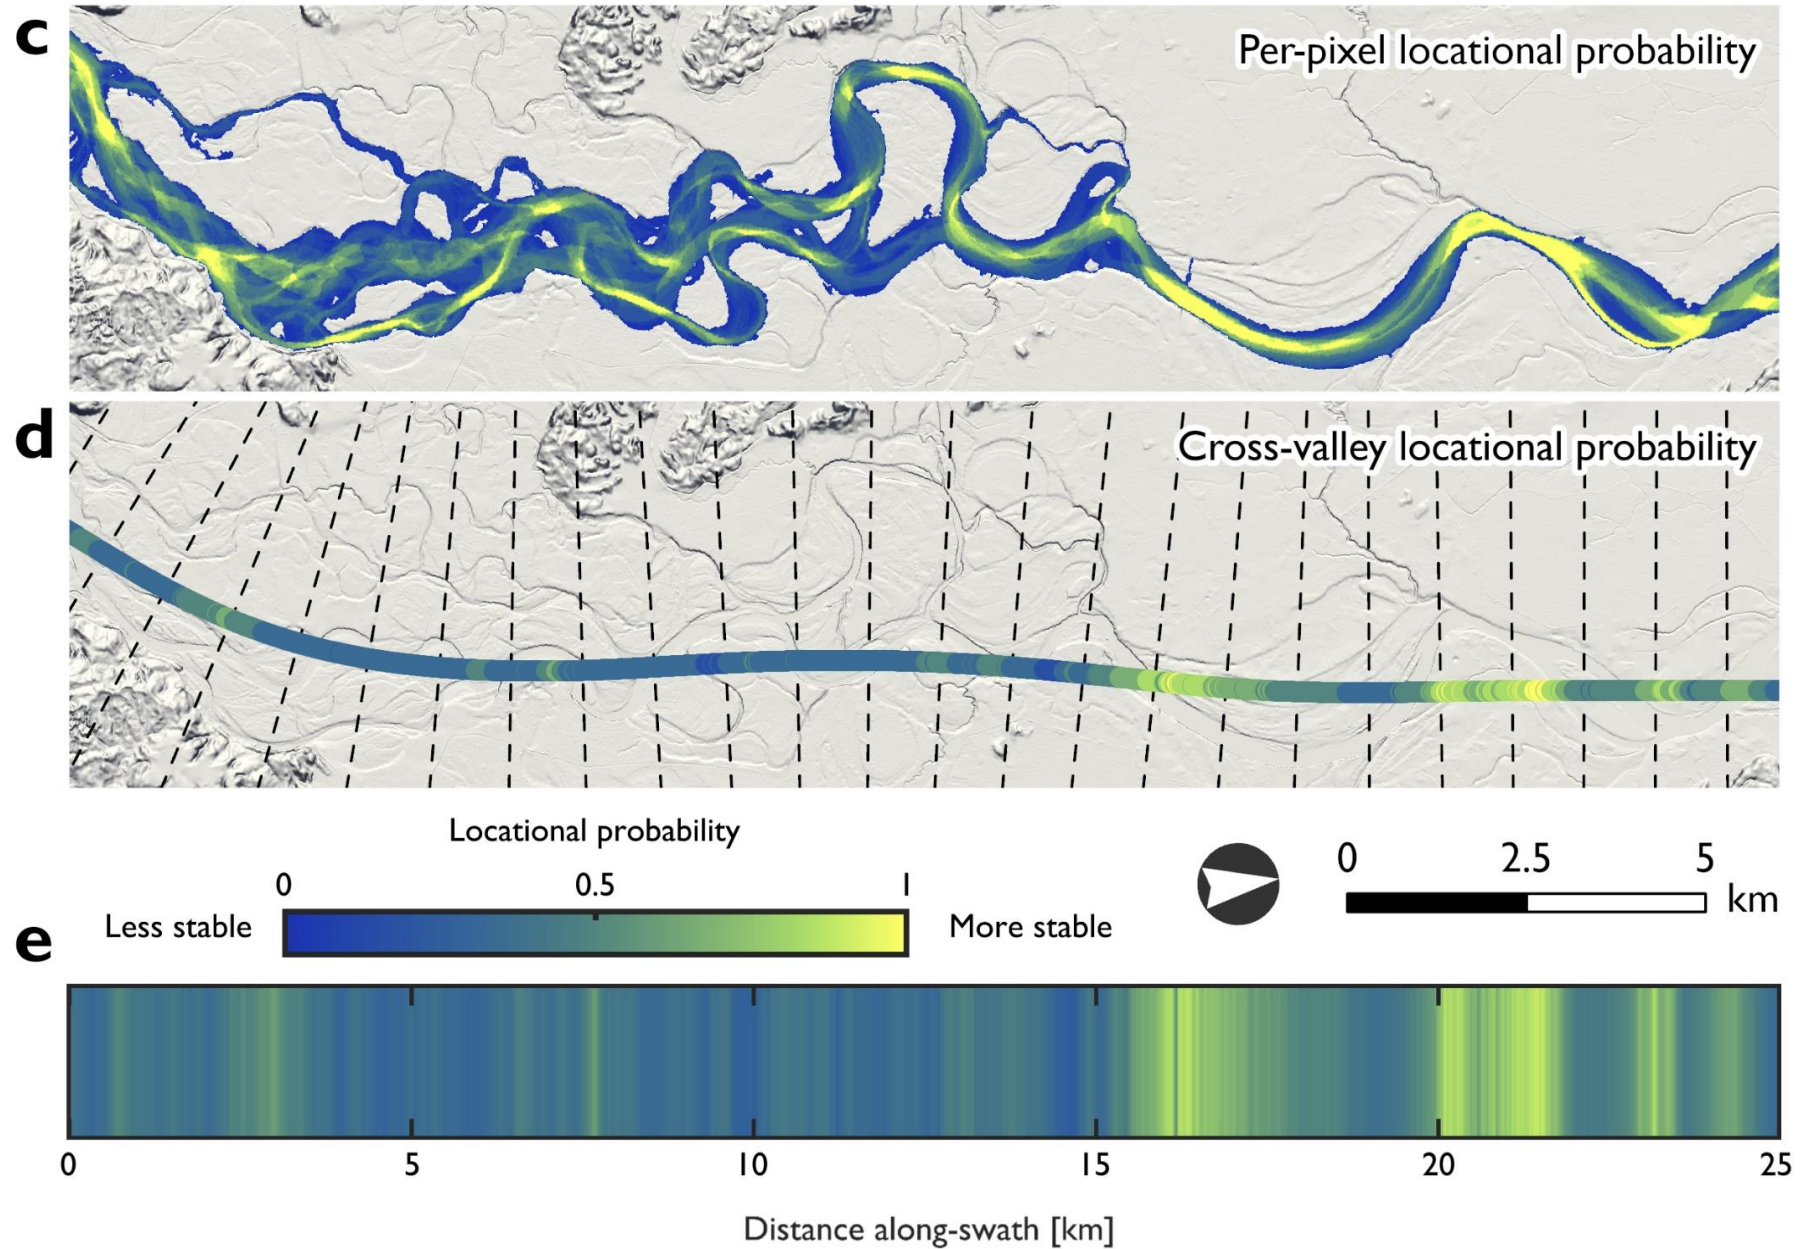 c
Per-pixel locational probability
d
Cross-valley locational probability
Locational probability
0 0.5 1
Less stable More stable
0 2.5 5
km
e
0 5 10 15 20 25
Distance along-swath [km]